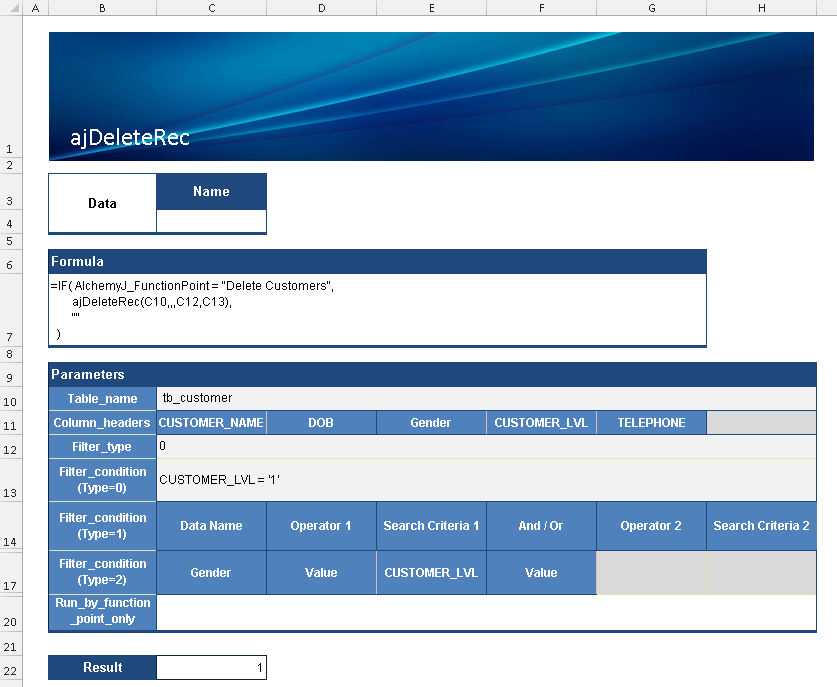 A B C D E F G H
1 ajDeleteRec
2
3 Data Name
4
5
6 Formula
=IF( AlchemyJ_FunctionPoint = "Delete Customers",
ajDeleteRec(C10,,,C12,C13),
""
7 )
8
9 Parameters
10 Table_name tb_customer
11 Column_headers CUSTOMER_NAME DOB Gender CUSTOMER_LVL TELEPHONE
12 Filter_type 0
Filter_condition
13 (Type=0) CUSTOMER_LVL = '1'
Filter_condition
14 (Type=1) Data Name Operator 1 Search Criteria 1 And / Or Operator 2 Search Criteria 2
Filter_condition
17 (Type=2) Gender Value CUSTOMER_LVL Value
Run_by_function
20 _point_only
21
22 Result 1